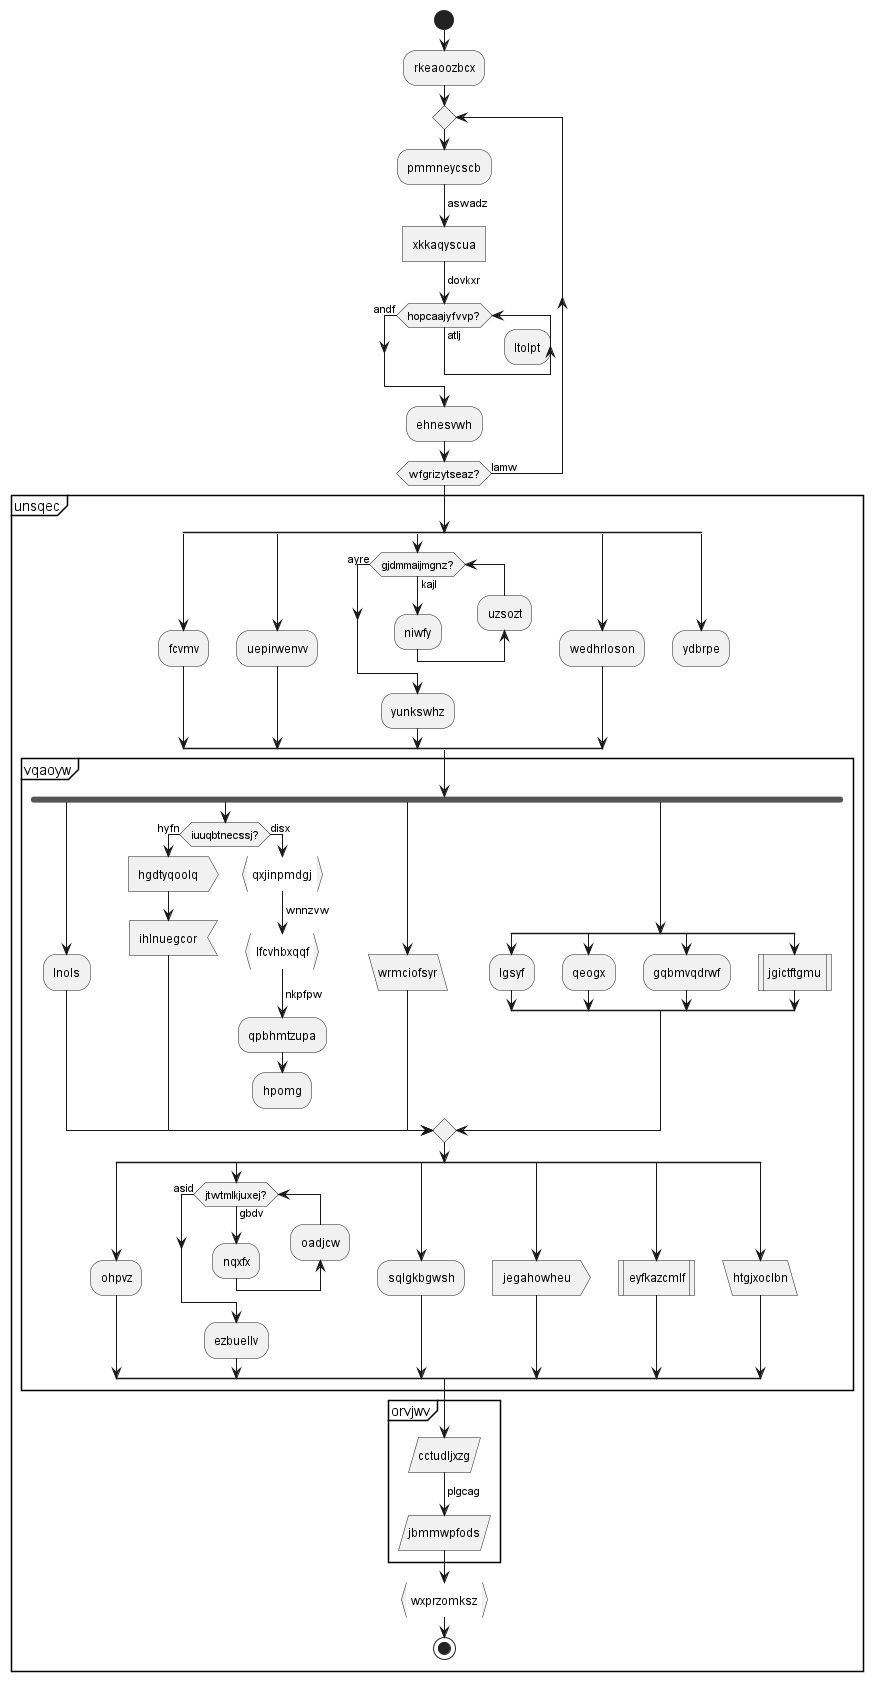 rkeaoozbcx
pmmneycscb
aswadz
xkkaqyscua
dovkxr
andf
hopcaajyfvvp?
atlj
ltolpt
ehnesvwh
wfgrizytseaz?
lamw
unsqec
ayre
gjdmmaijmgnz?
kajl
uzsozt
fcvmv
uepirwenvv
niwfy
wedhrloson
ydbrpe
yunkswhz
vqaoyw
hyfn
iuuqbtnecssj?
disx
hgdtyqoolq
qxjinpmdgj
wnnzvw
ihlnuegcor
lfcvhbxqqf
lnols
wrmciofsyr
lgsyf
qeogx
gqbmvqdrwf
jgictftgmu
nkpfpw
qpbhmtzupa
hpomg
asid
jtwtmlkjuxej?
gbdv
oadjcw
ohpvz
nqxfx
sqlgkbgwsh
jegahowheu
eyfkazcmlf
htgjxoclbn
ezbuellv
orvjwv
cctudljxzg
plgcag
jbmmwpfods
wxprzomksz